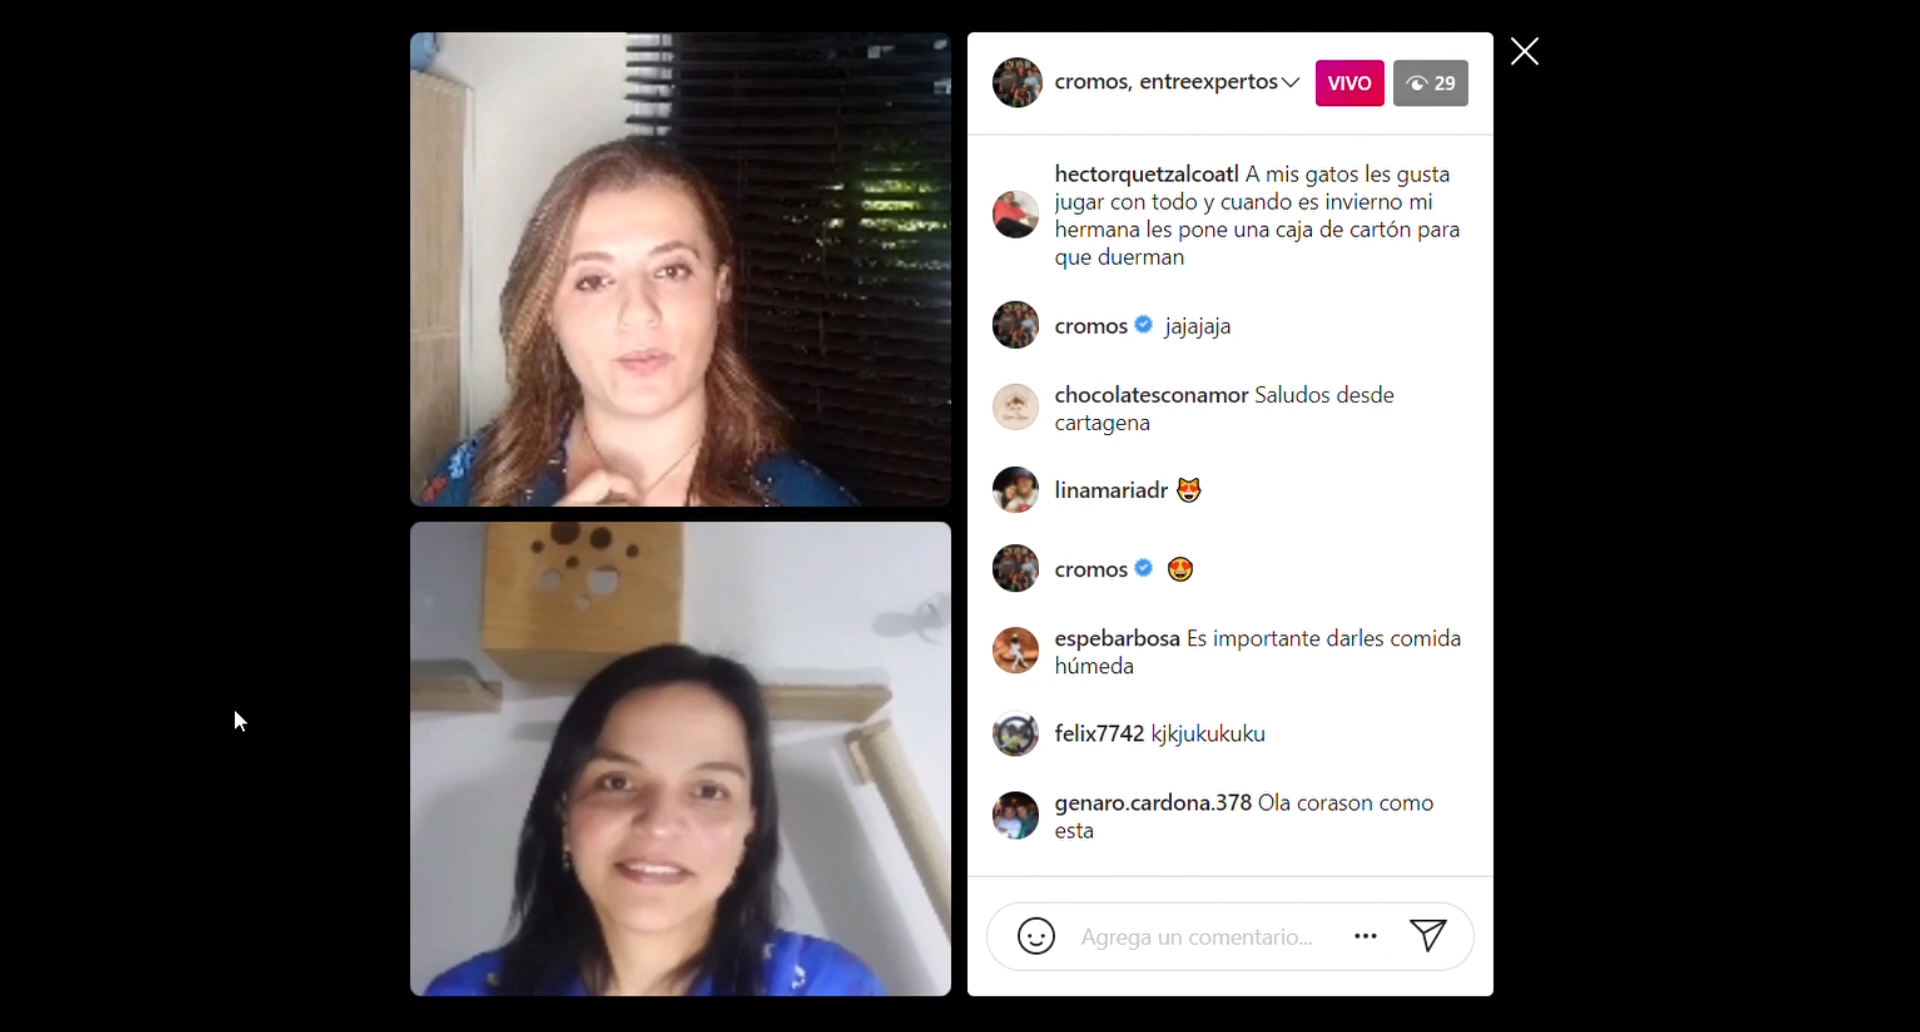 cromos, entreexpertos
VIVO
29
hectorquetzalcoatl A mis gatos les gusta
jugar con todo y cuando es invierno mi
hermana les pone una caja de cartón para
que duerman
cromos jajajaja
chocolatesconamor Saludos desde
cartagena
linamariadr 😻
cromos 😍
espebarbosa Es importante darles comida
húmeda
felix7742 kjkjukukuku
genaro.cardona.378 Ola corason como
esta
Agrega un comentario...